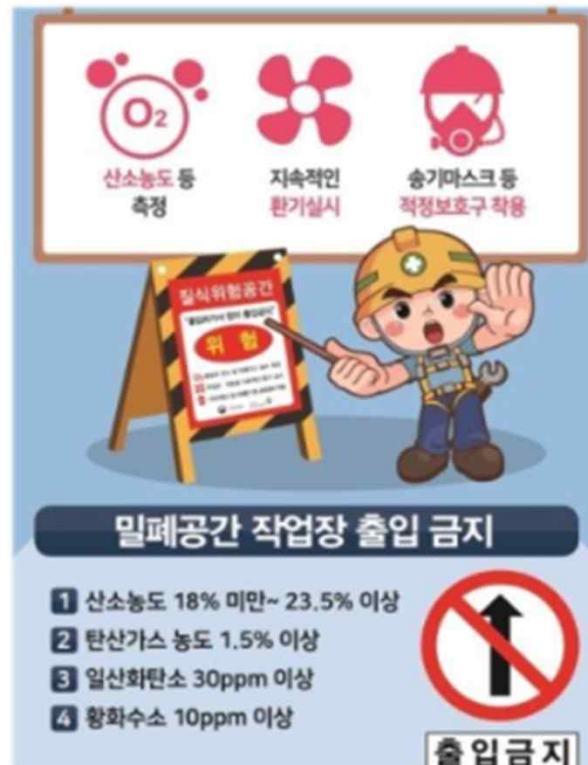 O2
산소농도 등
측정
지속적인
환기실시
송기마스크 등
적정보호구 착용
질식위험공간
위 험
밀폐공간 작업장 출입 금지
1 산소농도 18% 미만~ 23.5% 이상
2 탄산가스 농도 1.5% 이상
3 일산화탄소 30ppm 이상
4 황화수소 10ppm 이상
출입금지